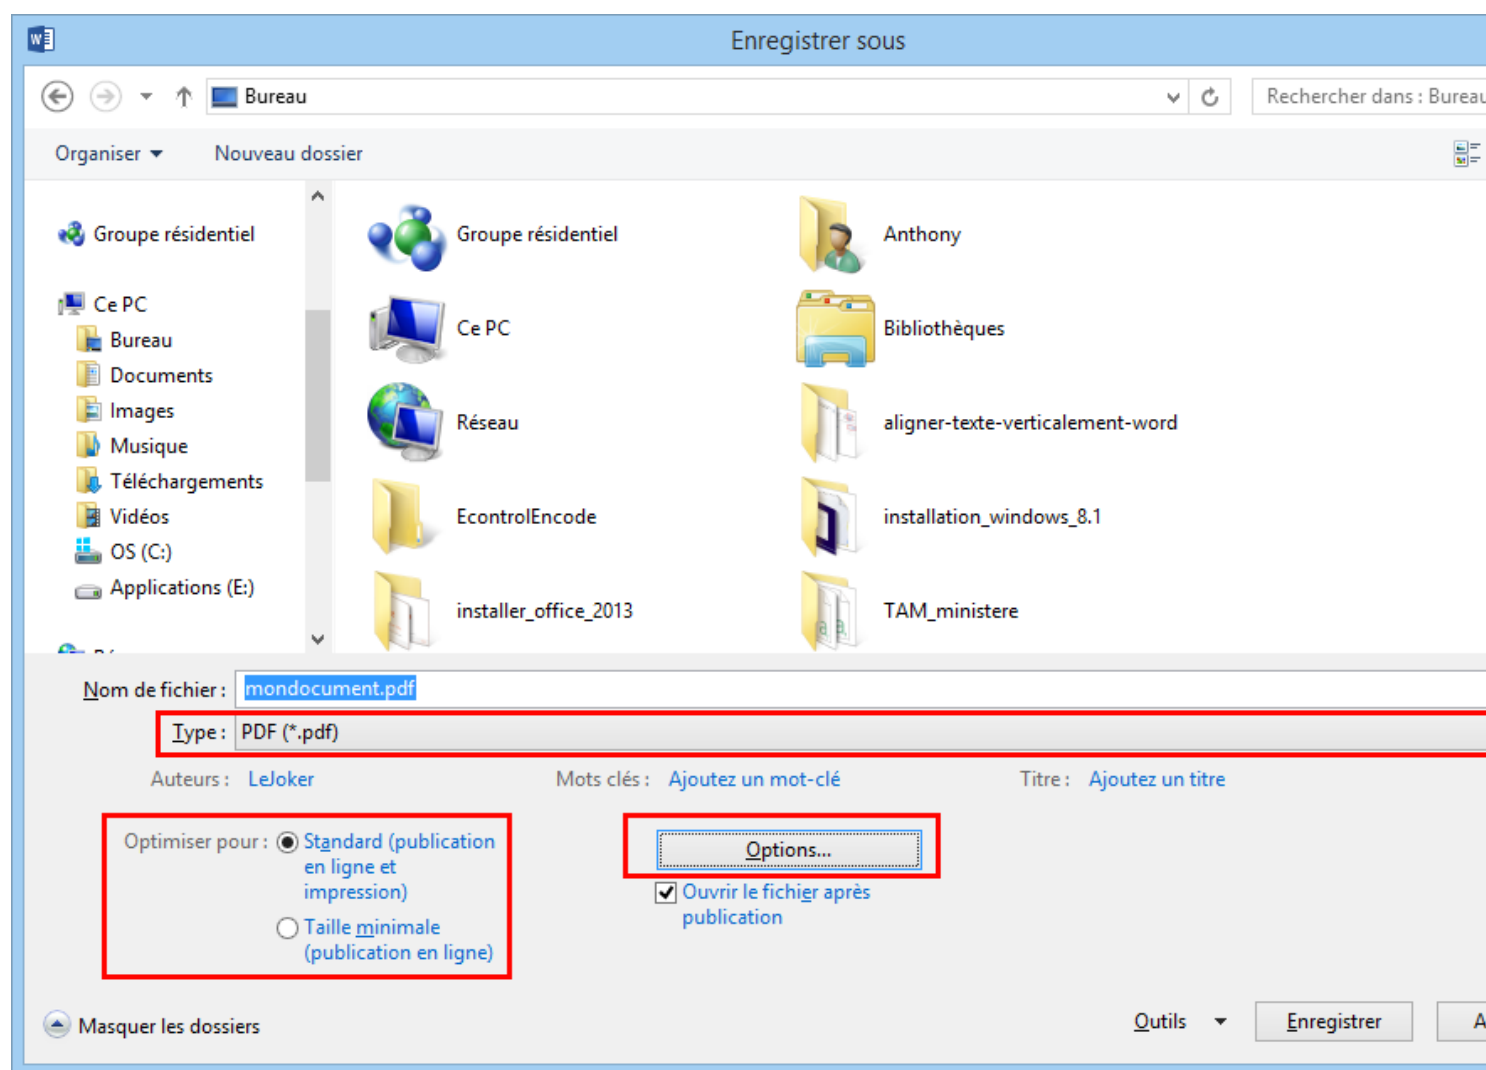 Enregistrer sous
Bureau
Rechercher dans : Bureau
Organiser
Nouveau dossier
Groupe résidentiel
Ce PC
Bureau
Documents
Images
Musique
Téléchargements
Vidéos
OS (C:)
Applications (E:)
Groupe résidentiel
Anthony
Ce PC
Bibliothèques
Réseau
aligner-texte-verticalement-word
EcontrolEncode
installation_windows_8.1
installer_office_2013
TAM_ministere
Nom de fichier : mondocument.pdf
Type : PDF (*.pdf)
Auteurs : LeJoker
Mots clés : Ajoutez un mot-clé
Titre : Ajoutez un titre
Optimiser pour : Standard (publication
en ligne et
impression)
Taille minimale
(publication en ligne)
Options...
Ouvrir le fichier après
publication
Masquer les dossiers
Outils
Enregistrer